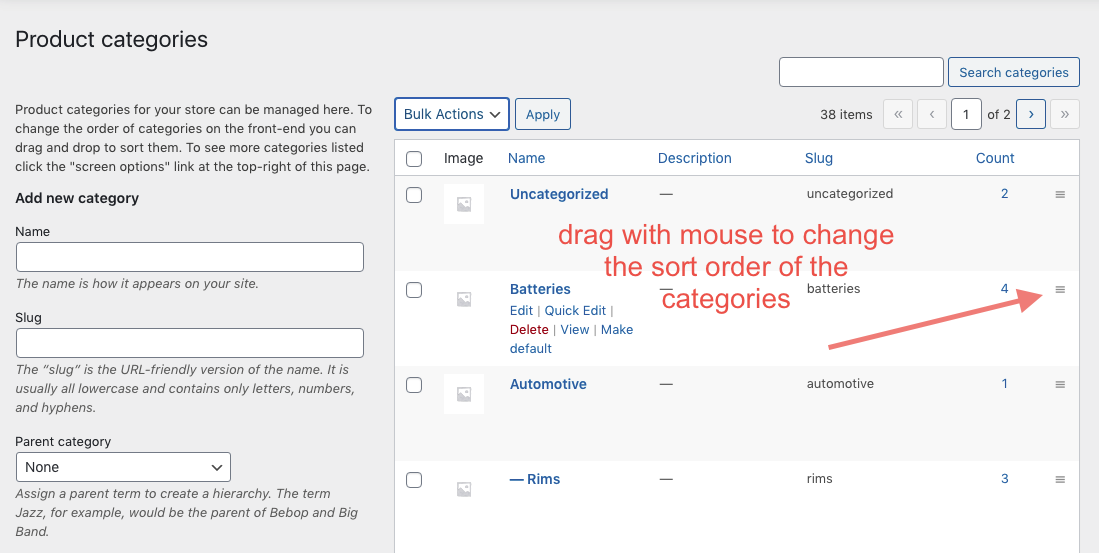 Product categories
Search categories
Product categories for your store can be managed here. To
change the order of categories on the front-end you can
drag and drop to sort them. To see more categories listed
click the "screen options" link at the top-right of this page.
Add new category
Name
The name is how it appears on your site.
Slug
The “slug” is the URL-friendly version of the name. It is
usually all lowercase and contains only letters, numbers,
and hyphens.
Parent category
None
Assign a parent term to create a hierarchy. The term
Jazz, for example, would be the parent of Bebop and Big
Band.
Bulk Actions Apply 38 items « ‹ 1 of 2 › »
Image Name Description Slug Count
Uncategorized — uncategorized 2
drag with mouse to change
the sort order of the
categories
Batteries — batteries 4
Edit | Quick Edit |
Delete | View | Make
default
Automotive — automotive 1
— Rims — rims 3